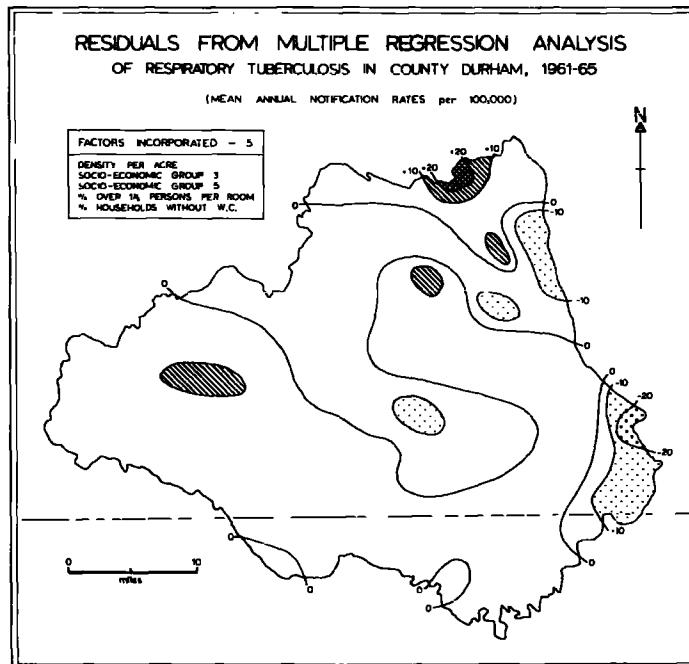 RESIDUALS FROM MULTIPLE REGRESSION ANALYSIS
OF RESPIRATORY TUBERCULOSIS IN COUNTY DURHAM, 1961-65
(MEAN ANNUAL NOTIFICATION RATES per 100,000)
N
FACTORS INCORPORATED - 5
DENSITY PER ACRE
SOCIO-ECONOMIC GROUP 3
SOCIO-ECONOMIC GROUP 5
% OVER 1½ PERSONS PER ROOM
% HOUSEHOLDS WITHOUT W.C.
+20
+10
+10
+20
0
0
-10
-10
0
0
0
-10
-20
-20
-10
0
0
0
0
0
0 10
miles